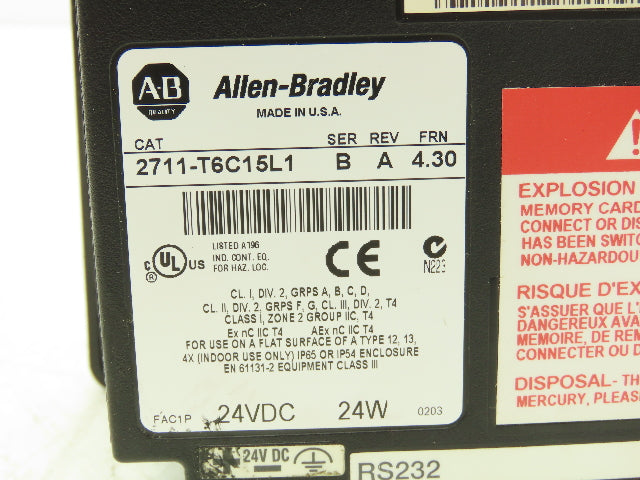 A·B
QUALITY
Allen-Bradley
MADE IN U.S.A.
CAT SER REV FRN
2711-T6C15L1 B A 4.30
c UL US ®
LISTED A196
IND. CONT. EQ.
FOR HAZ. LOC.
CE
N223
CL. I, DIV. 2, GRPS A, B, C, D,
CL. II, DIV. 2, GRPS F, G, CL. III, DIV. 2, T4
CLASS I, ZONE 2 GROUP IIC, T4
Ex nC IIC T4 AEx nC IIC T4
FOR USE ON A FLAT SURFACE OF A TYPE 12, 13,
4X (INDOOR USE ONLY) IP65 OR IP54 ENCLOSURE
EN 61131-2 EQUIPMENT CLASS III
FAC1P 24VDC 24W 0203
24V DC
RS232
EXPLOSION
MEMORY CARD
CONNECT OR DIS
HAS BEEN SWITC
NON-HAZARDOU
RISQUE D'EX
S'ASSUER QUE L'
DANGEREUX AVA
MEMOIRE, DE REM
CONNECTER OU D
DISPOSAL- TH
MERCURY, PLEAS